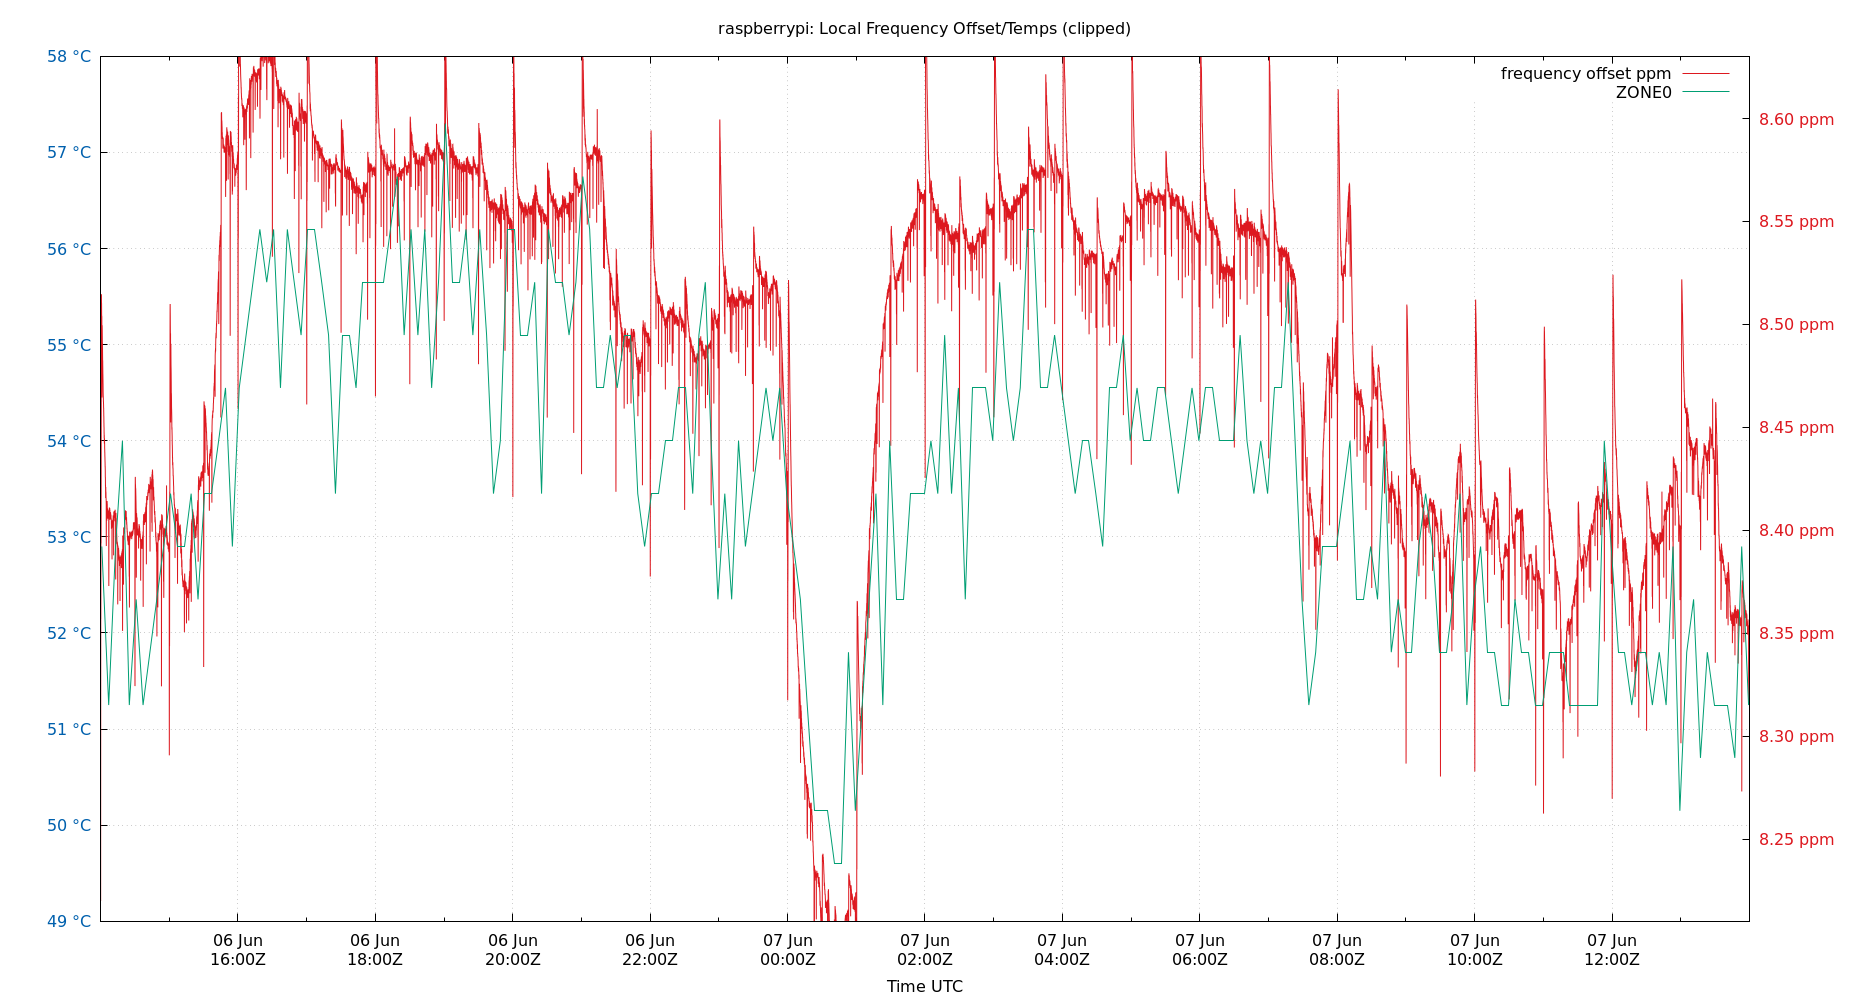 raspberrypi: Local Frequency Offset/Temps (clipped)
frequency offset ppm
ZONE0
58 °C
57 °C
56 °C
55 °C
54 °C
53 °C
52 °C
51 °C
50 °C
49 °C
8.60 ppm
8.55 ppm
8.50 ppm
8.45 ppm
8.40 ppm
8.35 ppm
8.30 ppm
8.25 ppm
06 Jun 06 Jun 06 Jun 06 Jun 07 Jun 07 Jun 07 Jun 07 Jun 07 Jun 07 Jun 07 Jun
16:00Z 18:00Z 20:00Z 22:00Z 00:00Z 02:00Z 04:00Z 06:00Z 08:00Z 10:00Z 12:00Z
Time UTC